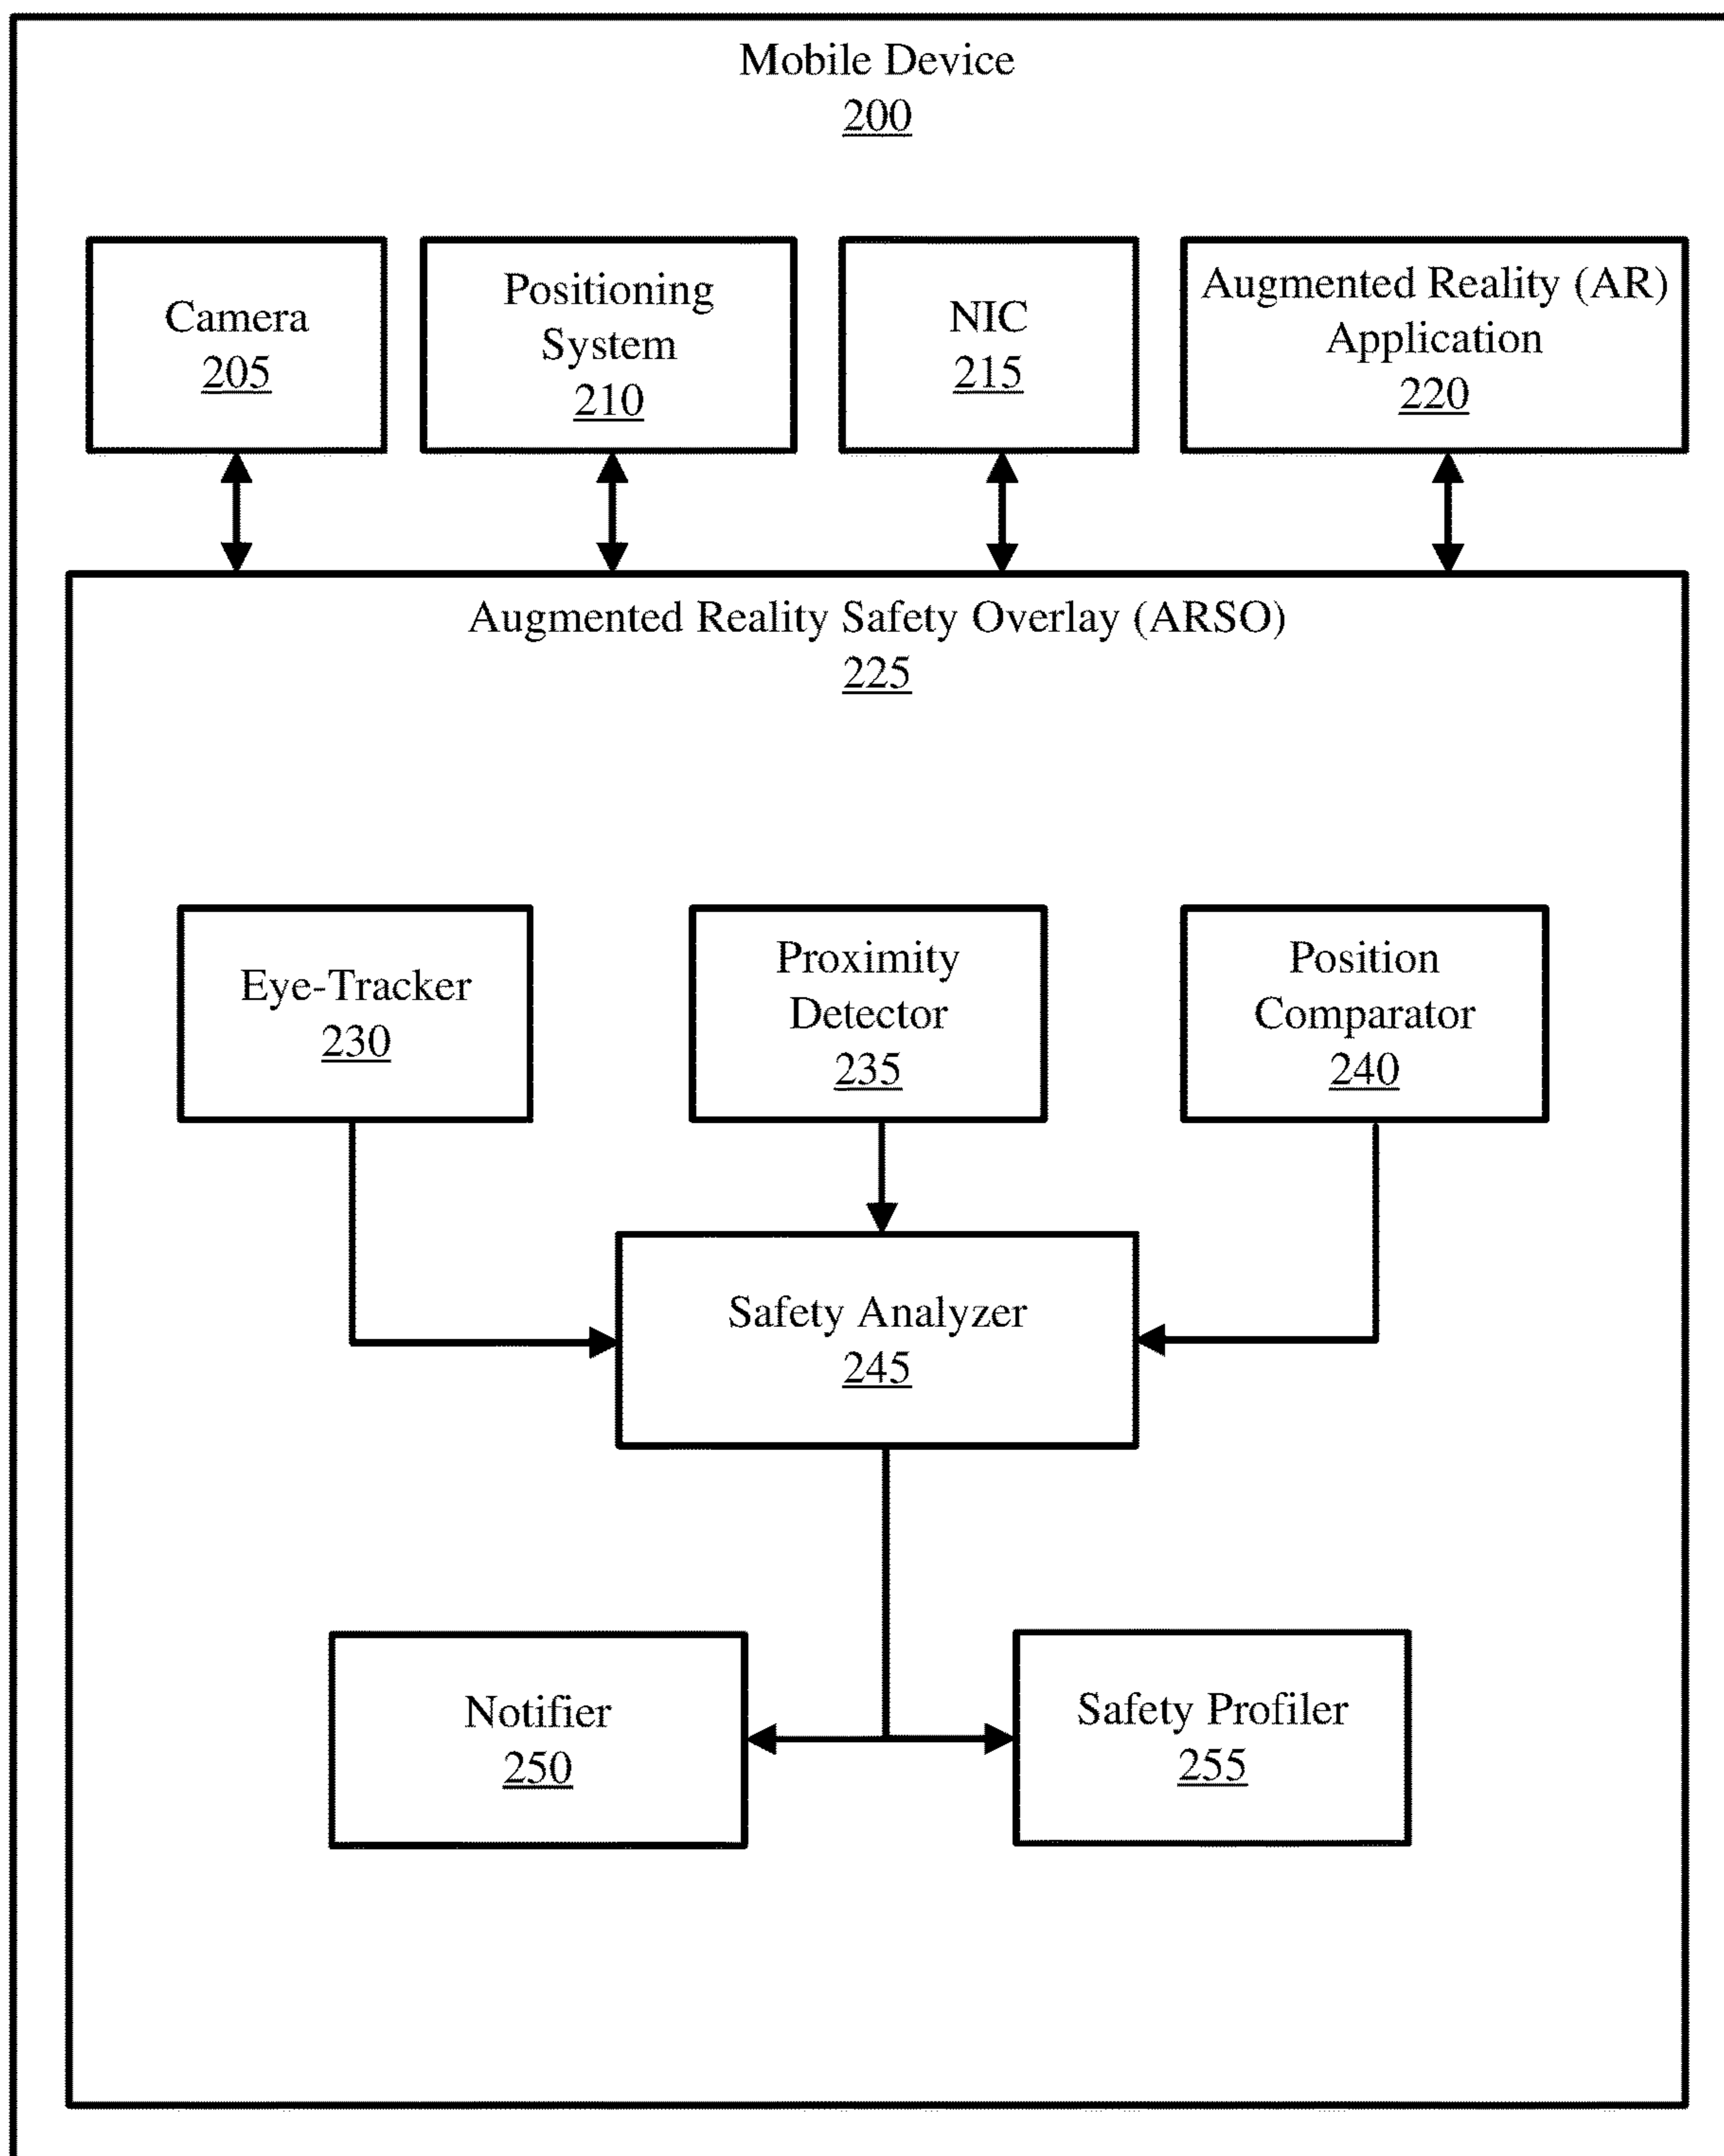 Mobile Device
200
Camera
205
Positioning
System
210
NIC
215
Augmented Reality (AR)
Application
220
Augmented Reality Safety Overlay (ARSO)
225
Eye-Tracker
230
Proximity
Detector
235
Position
Comparator
240
Safety Analyzer
245
Notifier
250
Safety Profiler
255